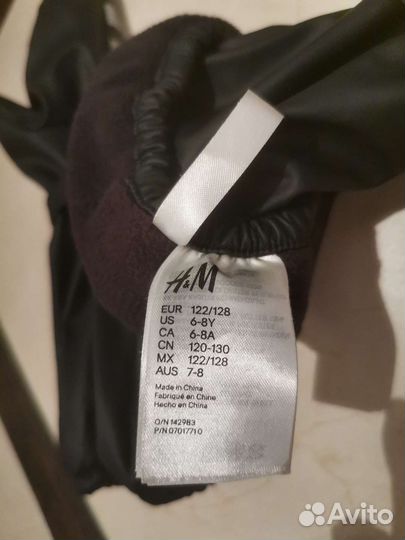 H&M
EUR 122/128
US 6-8Y
CA 6-8A
CN 120-130
MX 122/128
AUS 7-8
Made in China
Fabriqué en Chine
Hecho en China
O/N 142983
P/N 07017710
Avito